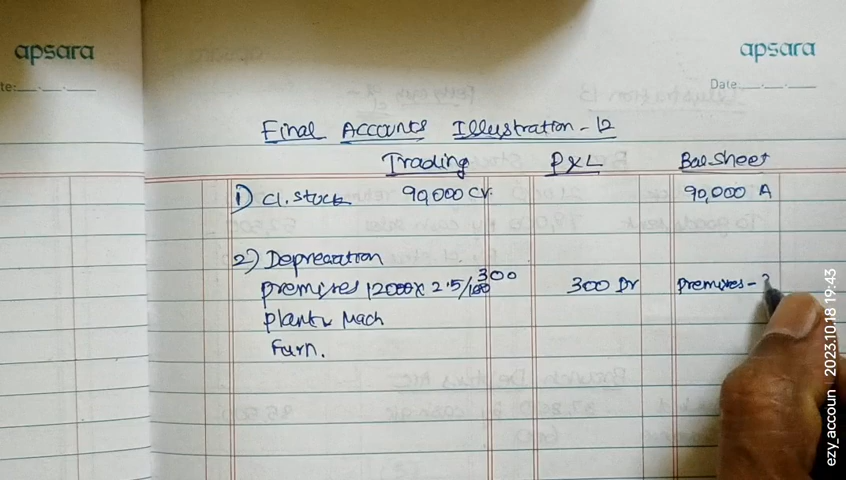 apsara
apsara
te:
Date
Final Accounts Illustration - 12
Trading P&L Bal Sheet
1) Cl. Stock 90,000 Cr. 90,000 A
2) Depreciation
premises 12000 x 2.5/100 300 300 Dr premises -
plant & Mach
Furn.
ezy_accoun 2023.10.18 19:43